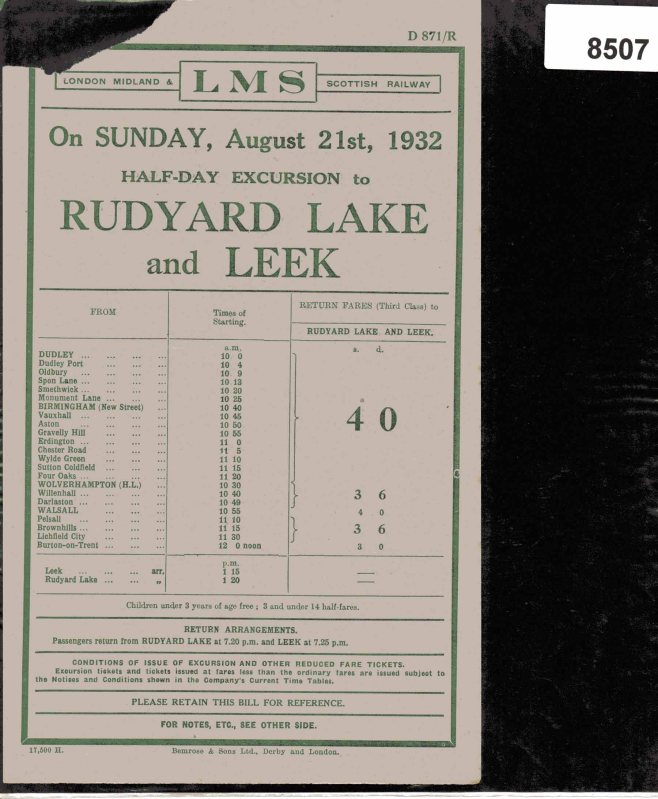 8507
D 871/R
LONDON MIDLAND & LMS SCOTTISH RAILWAY
On SUNDAY, August 21st, 1932
HALF-DAY EXCURSION to
RUDYARD LAKE
and LEEK
FROM Times of Starting. RETURN FARES (Third Class) to
RUDYARD LAKE AND LEEK.
a.m. s. d.
DUDLEY ... ... ... ... 10 0
Dudley Port ... ... ... 10 4
Oldbury ... ... ... ... 10 9
Spon Lane ... ... ... ... 10 13
Smethwick ... ... ... ... 10 20
Monument Lane ... ... ... 10 25
BIRMINGHAM (New Street) ... 10 40
Vauxhall ... ... ... ... 10 45
Aston ... ... ... ... 10 50 4 0
Gravelly Hill ... ... ... 10 55
Erdington ... ... ... ... 11 0
Chester Road ... ... ... 11 5
Wylde Green ... ... ... 11 10
Sutton Coldfield ... ... ... 11 15
Four Oaks ... ... ... ... 11 20
WOLVERHAMPTON (H.L.) ... 10 30
Willenhall ... ... ... ... 10 40 3 6
Darlaston ... ... ... ... 10 49
WALSALL ... ... ... 10 55 4 0
Pelsall ... ... ... ... 11 10
Brownhills ... ... ... ... 11 15 3 6
Lichfield City ... ... ... 11 30
Burton-on-Trent ... ... ... 12 0 noon 3 0
p.m.
Leek ... ... ... arr. 1 15 —
Rudyard Lake ... ... „ 1 20 —
Children under 3 years of age free ; 3 and under 14 half-fares.
RETURN ARRANGEMENTS.
Passengers return from RUDYARD LAKE at 7.20 p.m. and LEEK at 7.25 p.m.
CONDITIONS OF ISSUE OF EXCURSION AND OTHER REDUCED FARE TICKETS.
Excursion tickets and tickets issued at fares less than the ordinary fares are issued subject to
the Notices and Conditions shewn in the Company's Current Time Tables.
PLEASE RETAIN THIS BILL FOR REFERENCE.
FOR NOTES, ETC., SEE OTHER SIDE.
17,500 H. Bemrose & Sons Ltd., Derby and London.